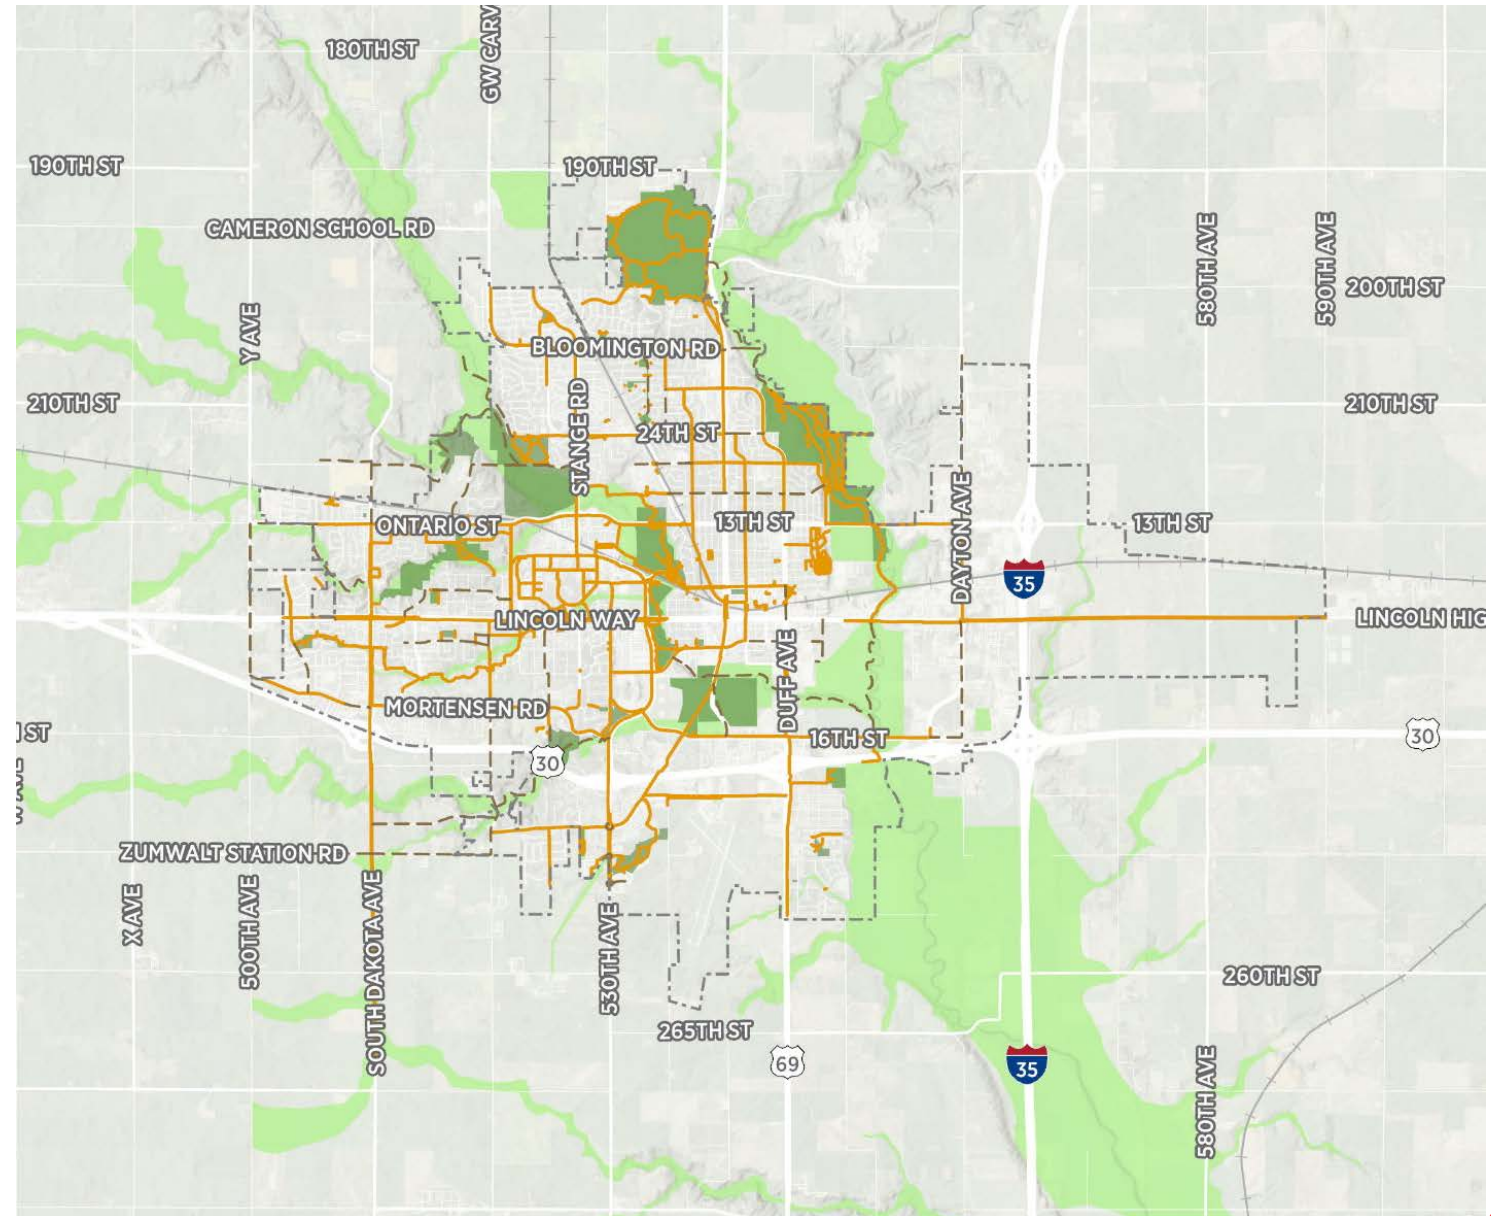 180TH ST
GW CARV
190TH ST
190TH ST
CAMERON SCHOOL RD
580TH AVE
590TH AVE
200TH ST
Y AVE
BLOOMINGTON RD
210TH ST
210TH ST
STANGE RD
24TH ST
DAYTON AVE
ONTARIO ST
13TH ST
13TH ST
35
LINCOLN WAY
LINCOLN HIG
DUFF AVE
MORTENSEN RD
ST
16TH ST
30
30
ZUMWALT STATION RD
X AVE
500TH AVE
SOUTH DAKOTA AVE
530TH AVE
260TH ST
265TH ST
69
35
580TH AVE